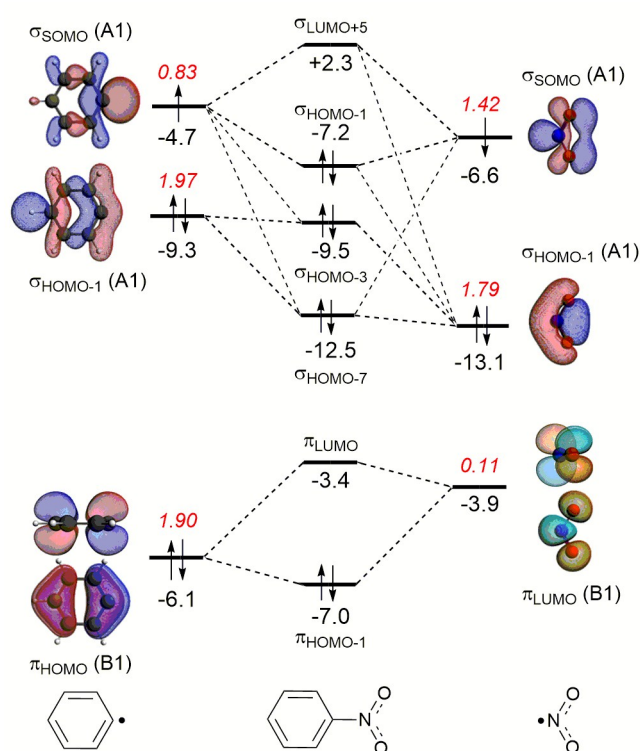 σSOMO (A1)
0.83
-4.7
σLUMO+5
+2.3
σHOMO-1
-7.2
σSOMO (A1)
1.42
-6.6
1.97
-9.3
σHOMO-1 (A1)
-9.5
σHOMO-3
σHOMO-1 (A1)
1.79
-13.1
-12.5
σHOMO-7
πLUMO
-3.4
0.11
-3.9
1.90
-6.1
πLUMO (B1)
-7.0
πHOMO-1
πHOMO (B1)
O
N
O
O
N
O